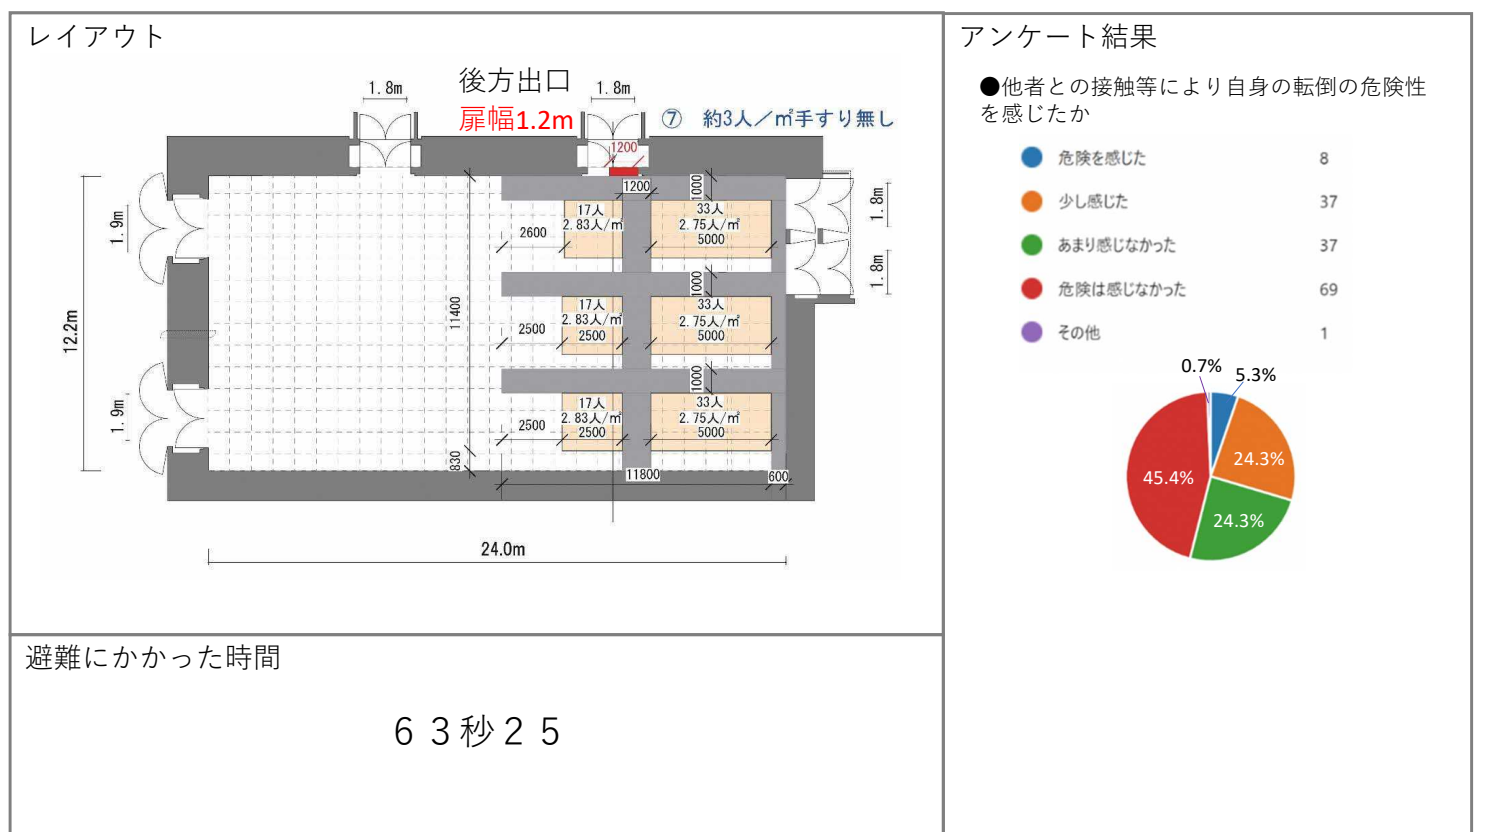 レイアウト
後方出口
扉幅1.2m
1.8m
1.8m
⑦ 約3人／㎡手すり無し
1200
1200
1000
1.8m
1.8m
1.9m
1.9m
12.2m
17人
2.83人/㎡
2600
33人
2.75人/㎡
5000
1000
11400
17人
2.83人/㎡
2500
2500
33人
2.75人/㎡
5000
1000
17人
2.83人/㎡
2500
2500
33人
2.75人/㎡
5000
830
11800
600
24.0m
避難にかかった時間
６３秒２５
アンケート結果
●他者との接触等により自身の転倒の危険性
を感じたか
危険を感じた 8
少し感じた 37
あまり感じなかった 37
危険は感じなかった 69
その他 1
0.7%
5.3%
24.3%
45.4%
24.3%